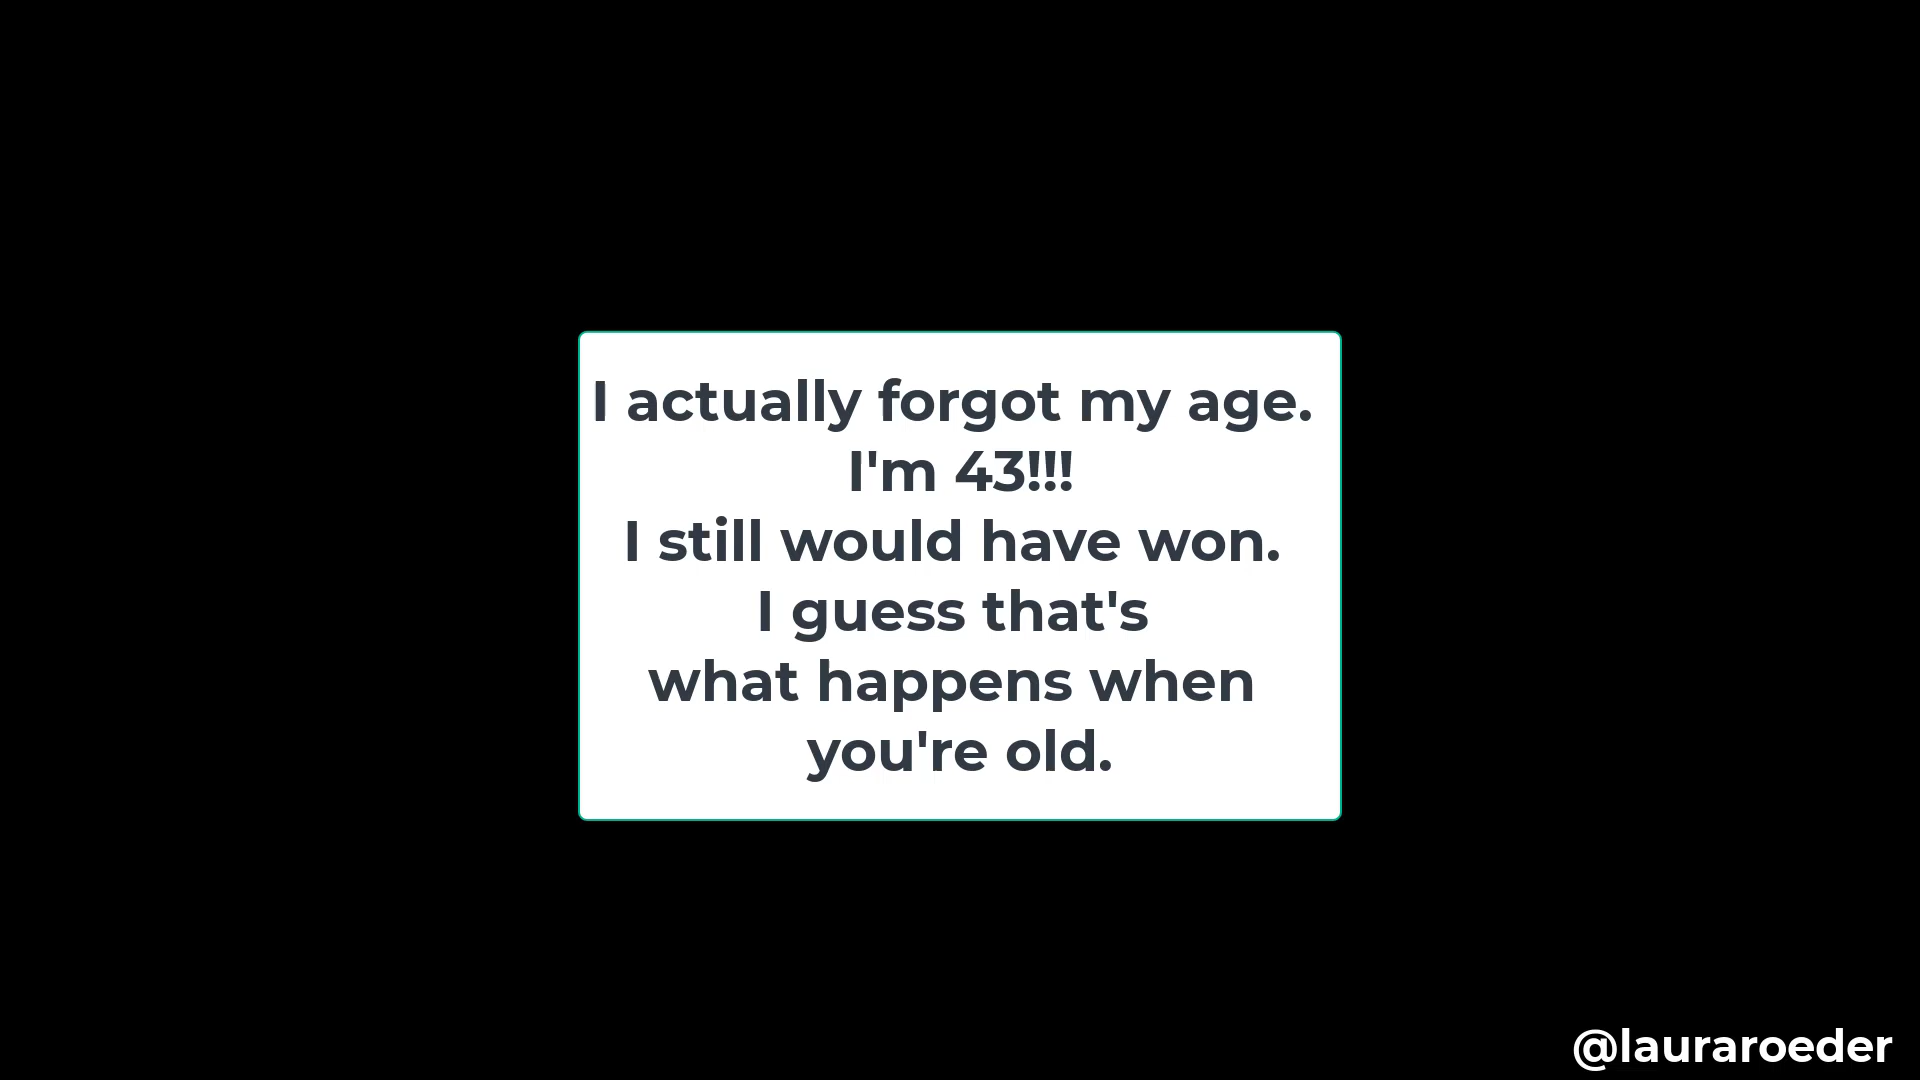 I actually forgot my age.
I'm 43!!!
I still would have won.
I guess that's
what happens when
you're old.
@lauraroeder